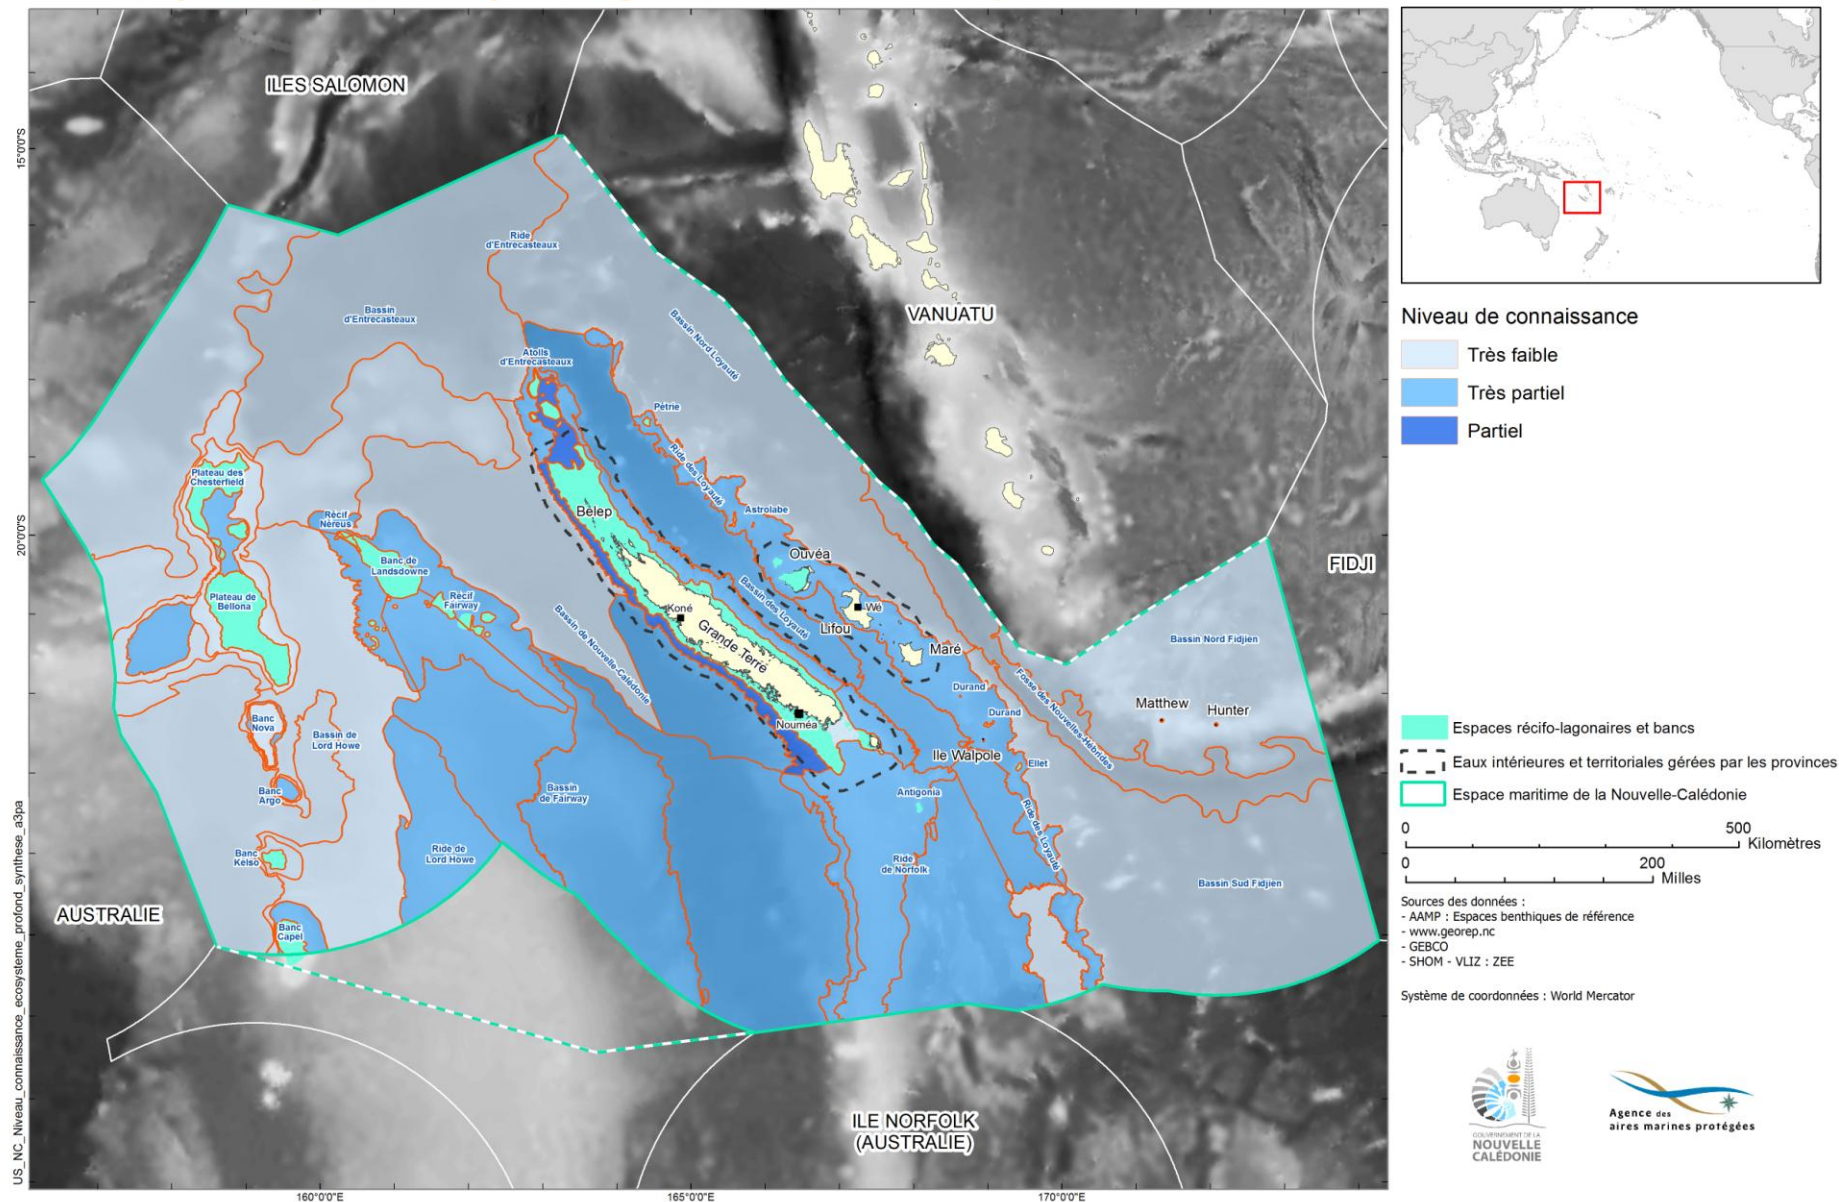 ILES SALOMON
VANUATU
FIDJI
AUSTRALIE
ILE NORFOLK
(AUSTRALIE)
Ride
d'Entrecasteaux
Bassin
d'Entrecasteaux
Bassin Nord Loyauté
Atolls
d'Entrecasteaux
Pétrie
Ride des Loyauté
Astrolabe
Plateau des
Chesterfield
Récif
Néreus
Bèlep
Ouvéa
Banc de
Landsdowne
Plateau de
Bellona
Récif
Fairway
Koné
Wé
Lifou
Bassin des Loyauté
Grande Terre
Maré
Bassin de Nouvelle-Calédonie
Bassin Nord Fidjien
Durand
Durand
Fosse des Nouvelles-Hébrides
Matthew
Hunter
Nouméa
Banc
Nova
Bassin de
Lord Howe
Ile Walpole
Ellet
Banc
Argo
Bassin
de Fairway
Antigonia
Ride des Loyauté
Banc
Kelso
Ride de
Lord Howe
Ride
de Norfolk
Bassin Sud Fidjien
Banc
Capel
15°0'0"S
20°0'0"S
160°0'0"E
165°0'0"E
170°0'0"E
US_NC_Niveau_connaissance_ecosysteme_profond_synthese_a3pa
Niveau de connaissance
Très faible
Très partiel
Partiel
Espaces récifo-lagonaires et bancs
Eaux intérieures et territoriales gérées par les provinces
Espace maritime de la Nouvelle-Calédonie
0 500
Kilomètres
0 200
Milles
Sources des données :
- AAMP : Espaces benthiques de référence
- www.georep.nc
- GEBCO
- SHOM - VLIZ : ZEE
Système de coordonnées : World Mercator
GOUVERNEMENT DE LA
NOUVELLE
CALÉDONIE
Agence des
aires marines protégées